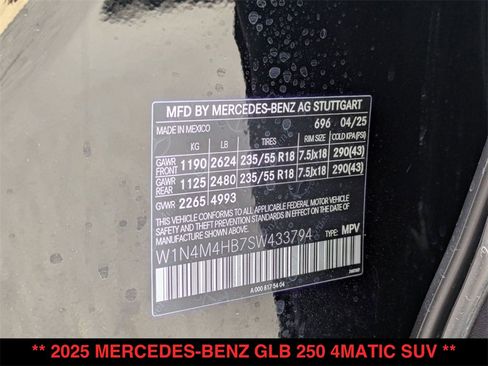 MFD BY MERCEDES-BENZ AG STUTTGART
MADE IN MEXICO 696 04/25
KG LB TIRES RIM SIZE COLD KPA(PSI)
GAWR FRONT 1190 2624 235/55 R18 7.5Jx18 290(43)
GAWR REAR 1125 2480 235/55 R18 7.5Jx18 290(43)
GVWR 2265 4993
THIS VEHICLE CONFORMS TO ALL APPLICABLE FEDERAL MOTOR VEHICLE
SAFETY AND THEFT PREVENTION STANDARDS IN EFFECT ON THE DATE OF
MANUFACTURE SHOWN ABOVE.
W1N4M4HB7SW433794 TYPE: MPV
A 000 817 54 04
** 2025 MERCEDES-BENZ GLB 250 4MATIC SUV **